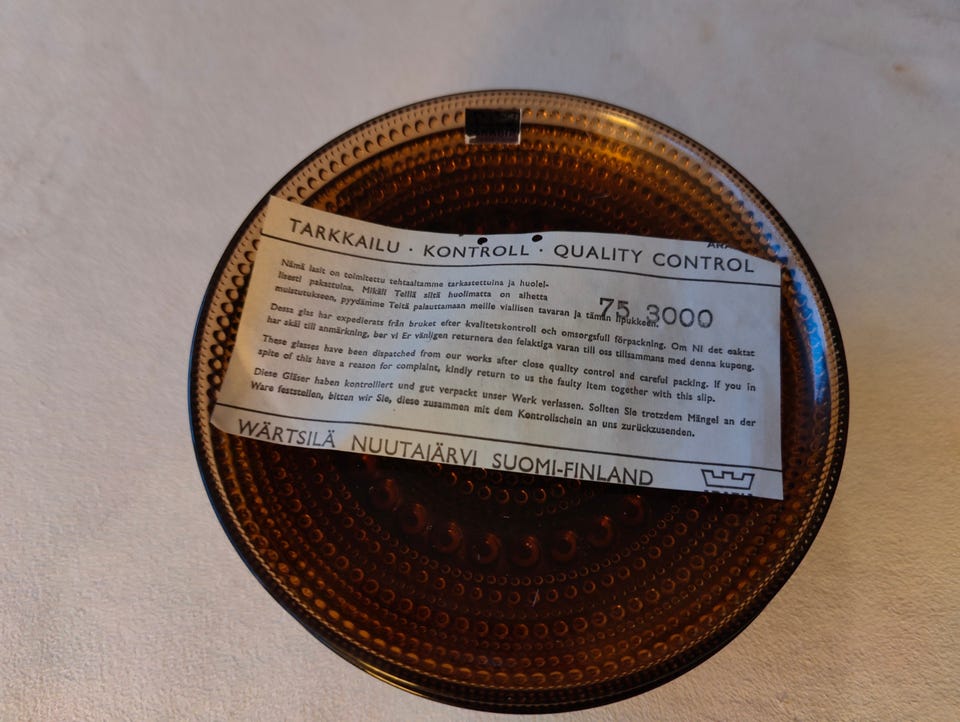 TARKKAILU · KONTROLL · QUALITY CONTROL
Nämä lasit on toimitettu tehtaaltamme tarkastettuina ja huolel-
lisesti pakattuina. Mikäli Teillä siitä huolimatta on aihetta
muistutukseen, pyydämme Teitä palauttamaan meille viallisen tavaran ja tämän lipukkeen.
75 3000
Dessa glas har expedierats från bruket efter kvalitetskontroll och omsorgsfull förpackning. Om Ni det oaktat
har skäl till anmärkning, ber vi Er vänligen returnera den felaktiga varan till oss tillsammans med denna kupong.
These glasses have been dispatched from our works after close quality control and careful packing. If you in
spite of this have a reason for complaint, kindly return to us the faulty item together with this slip.
Diese Gläser haben kontrolliert und gut verpackt unser Werk verlassen. Sollten Sie trotzdem Mängel an der
Ware feststellen, bitten wir Sie, diese zusammen mit dem Kontrollschein an uns zurückzusenden.
WÄRTSILÄ NUUTAJÄRVI SUOMI-FINLAND